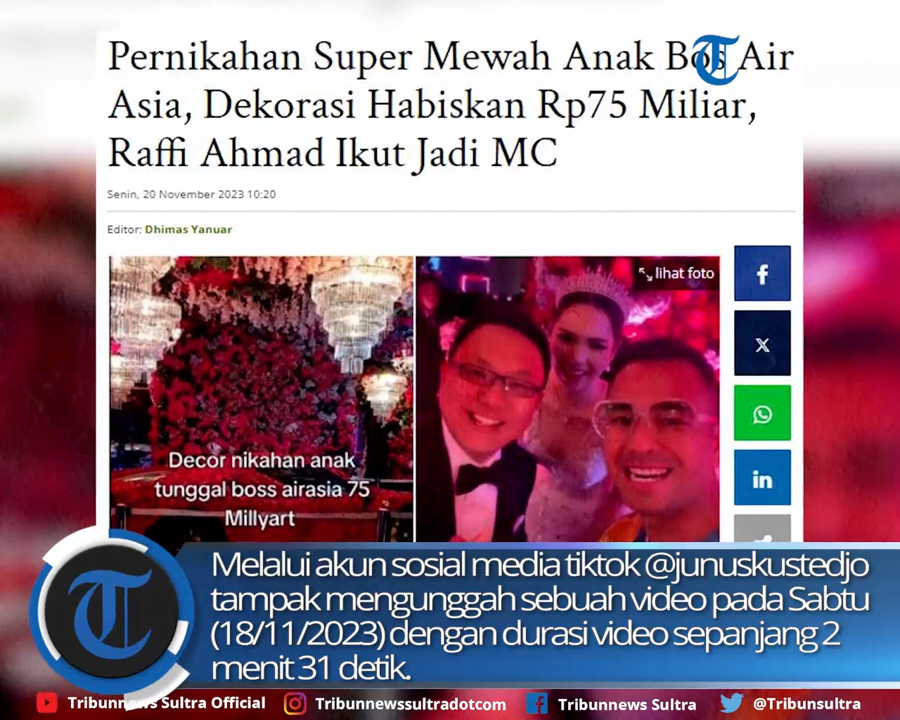 Pernikahan Super Mewah Anak Bos Air
Asia, Dekorasi Habiskan Rp75 Miliar,
Raffi Ahmad Ikut Jadi MC
Senin, 20 November 2023 10:20
Editor: Dhimas Yanuar
lihat foto
Decor nikahan anak
tunggal boss airasia 75
Millyart
Melalui akun sosial media tiktok @junuskustedjo
tampak mengunggah sebuah video pada Sabtu
(18/11/2023) dengan durasi video sepanjang 2
menit 31 detik.
Tribunnews Sultra Official Tribunnewssultradotcom Tribunnews Sultra @Tribunsultra